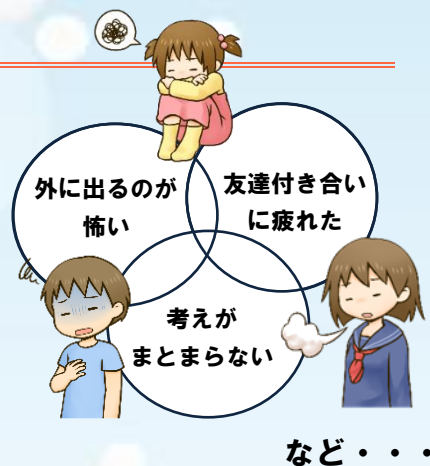 外に出るのが
怖い
友達付き合い
に疲れた
考えが
まとまらない
など・・・